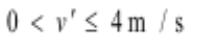 0 < v′ ≤ 4 m / s